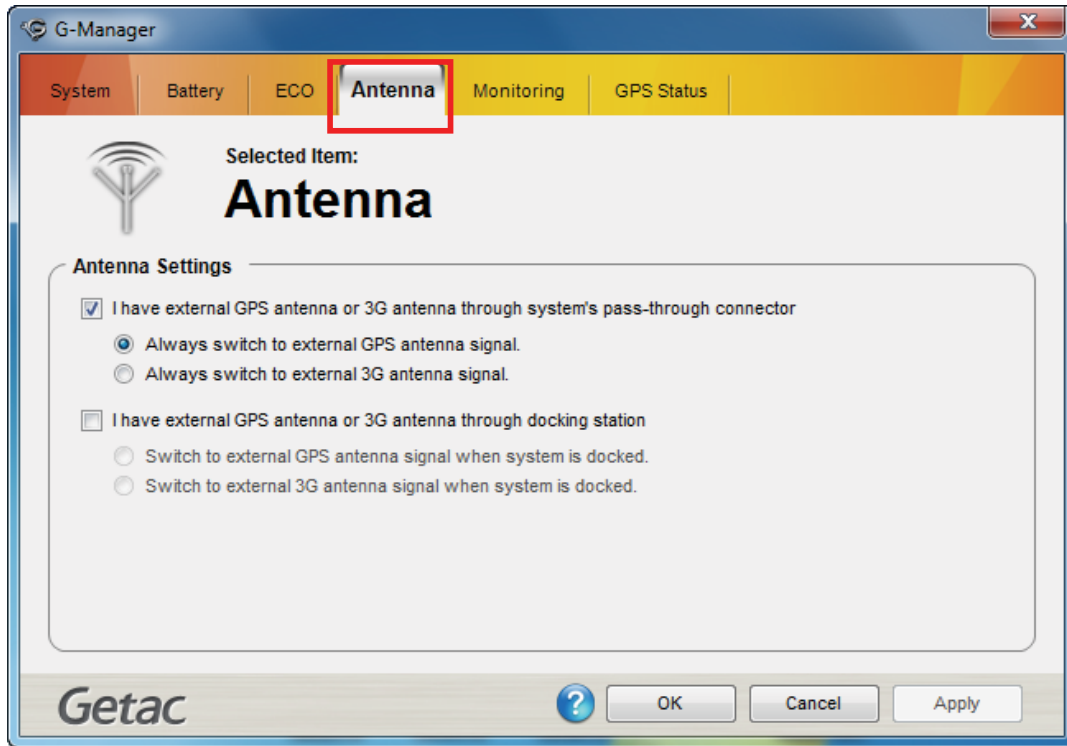 G-Manager
System Battery ECO Antenna Monitoring GPS Status
Selected Item:
Antenna
Antenna Settings
I have external GPS antenna or 3G antenna through system's pass-through connector
Always switch to external GPS antenna signal.
Always switch to external 3G antenna signal.
I have external GPS antenna or 3G antenna through docking station
Switch to external GPS antenna signal when system is docked.
Switch to external 3G antenna signal when system is docked.
Getac ? OK Cancel Apply